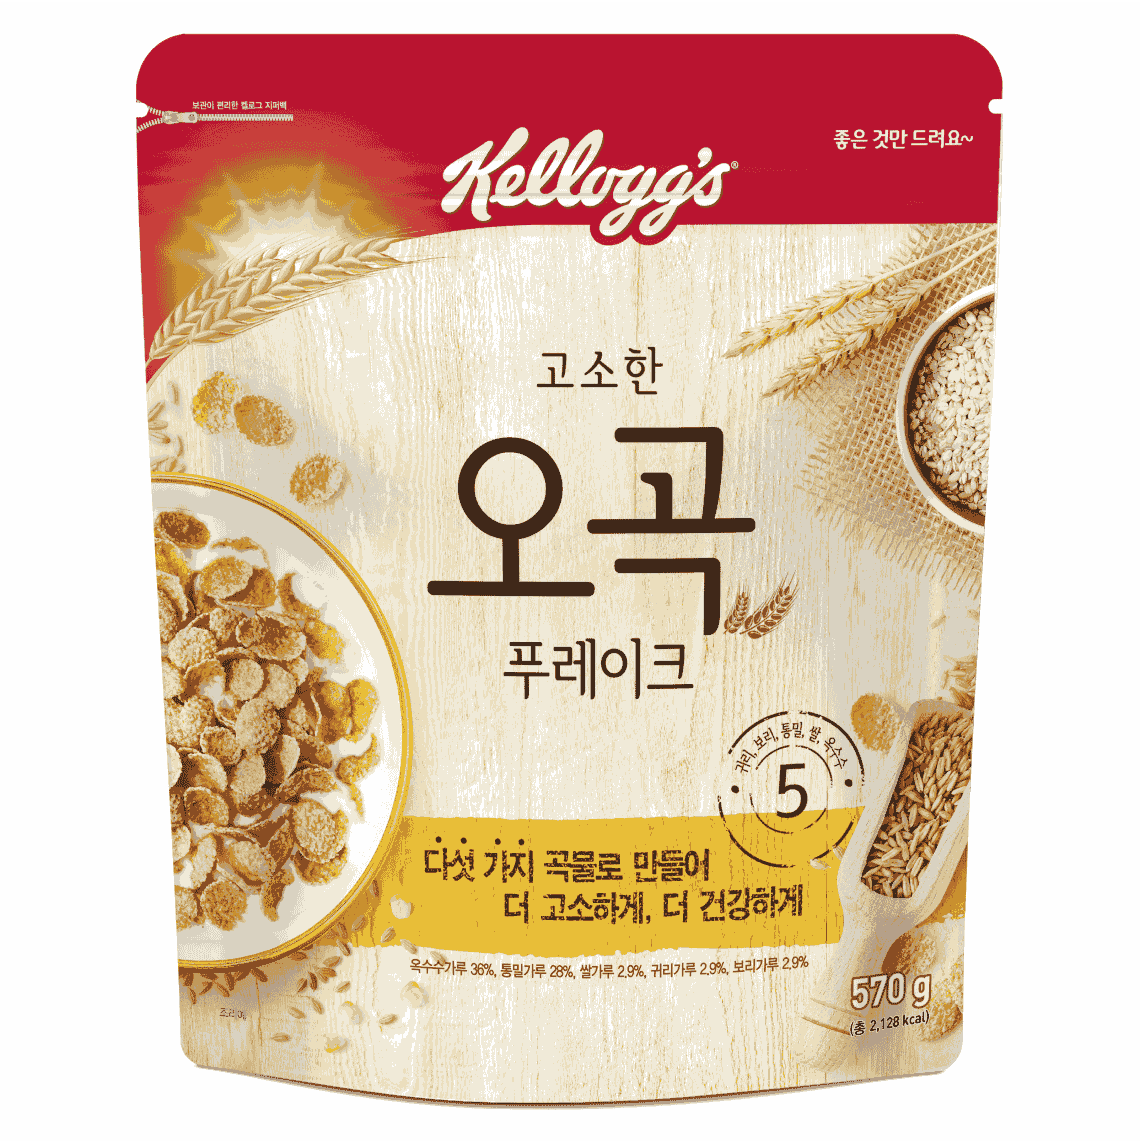 보관이 편리한 켈로그 지퍼백
좋은 것만 드려요~
Kellogg's®
고소한
오곡
푸레이크
귀리, 보리, 통밀, 쌀, 옥수수
5
다섯 가지 곡물로 만들어
더 고소하게, 더 건강하게
옥수수가루 36%, 통밀가루 28%, 쌀가루 2.9%, 귀리가루 2.9%, 보리가루 2.9%
570 g
(총 2,128 kcal)